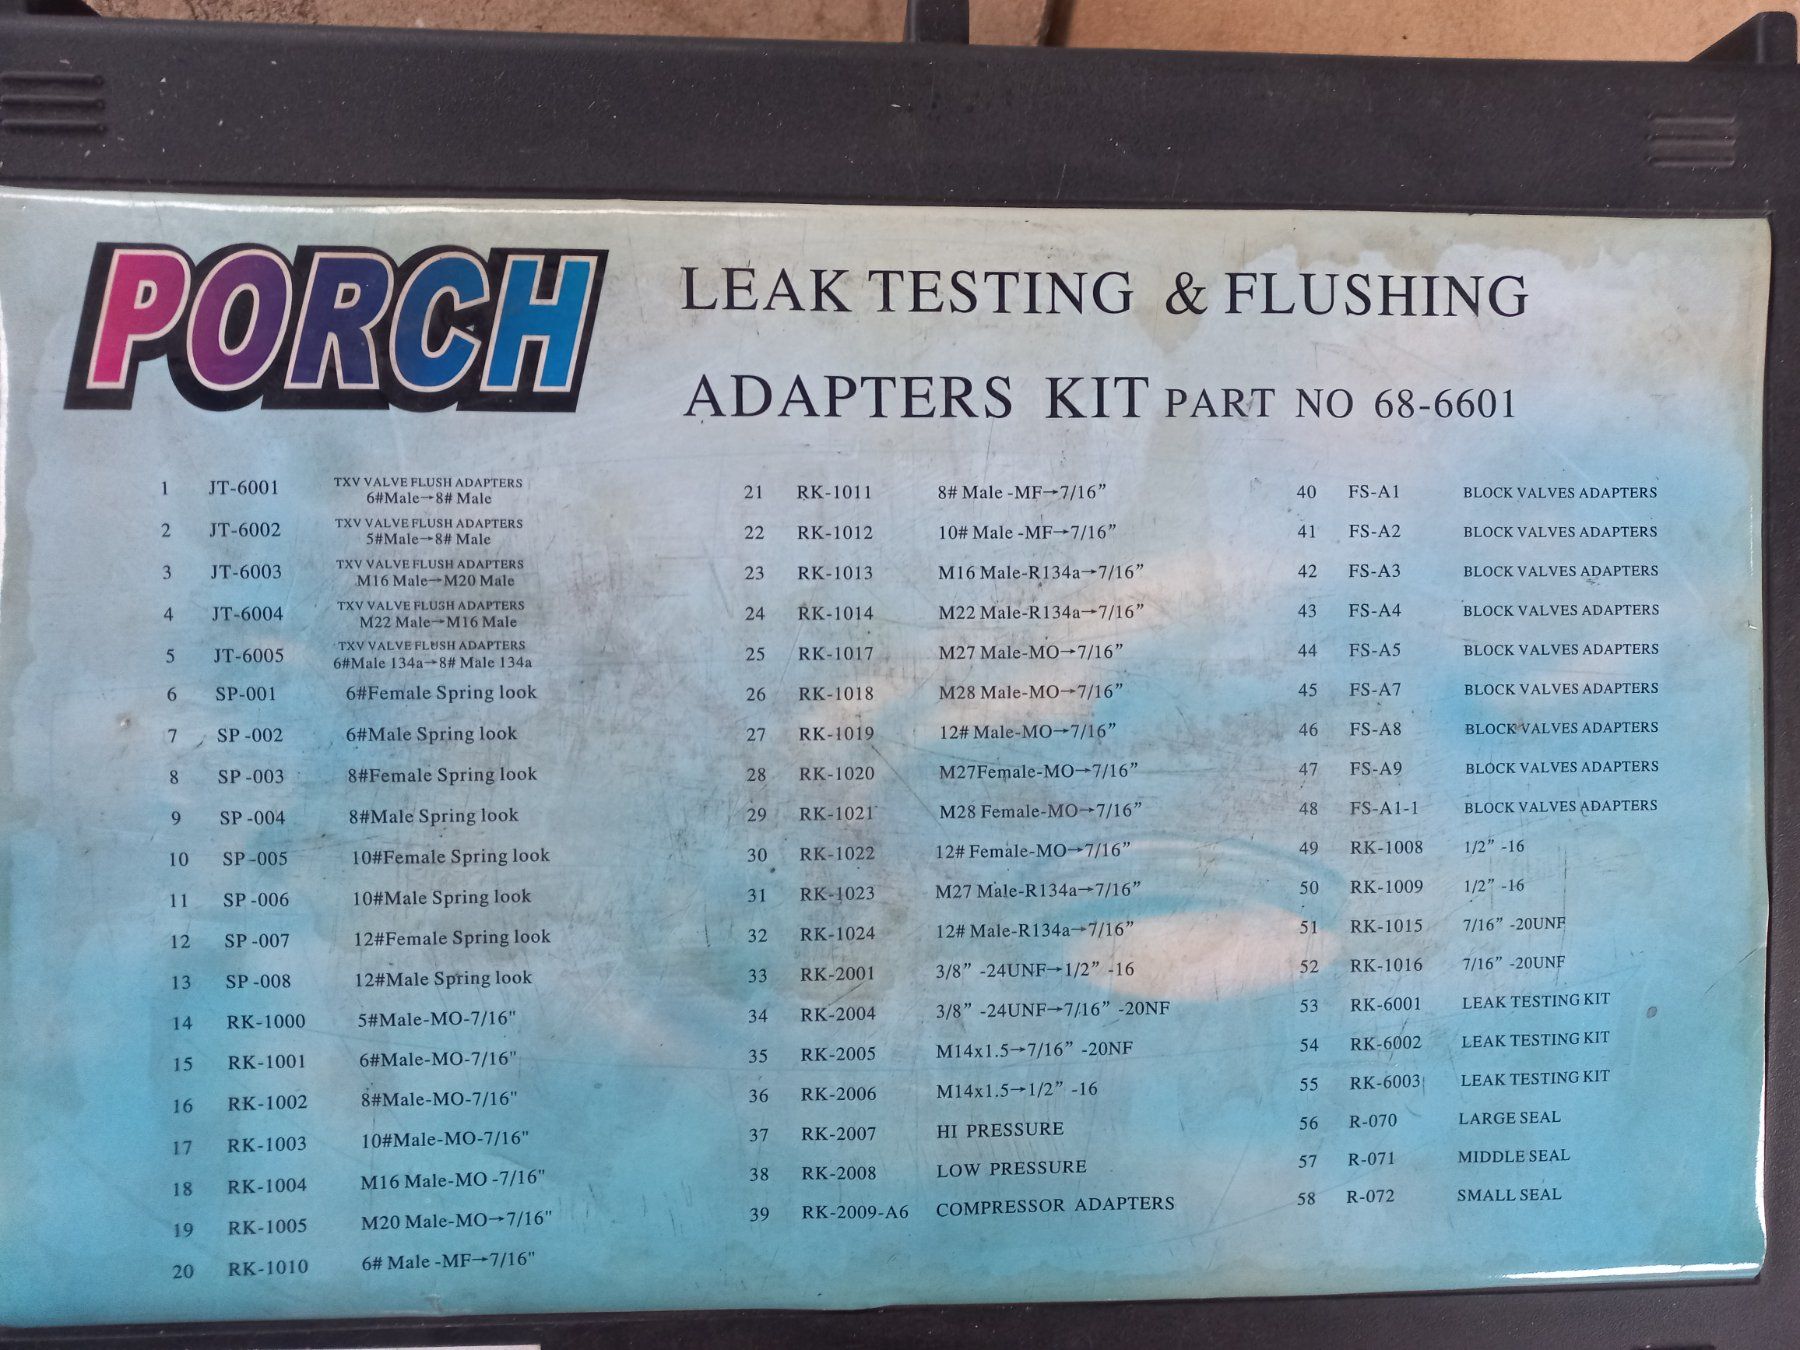 PORCH
LEAK TESTING & FLUSHING
ADAPTERS KIT PART NO 68-6601
1 JT-6001 TXV VALVE FLUSH ADAPTERS
6#Male→8# Male
2 JT-6002 TXV VALVE FLUSH ADAPTERS
5#Male→8# Male
3 JT-6003 TXV VALVE FLUSH ADAPTERS
M16 Male→M20 Male
4 JT-6004 TXV VALVE FLUSH ADAPTERS
M22 Male→M16 Male
5 JT-6005 TXV VALVE FLUSH ADAPTERS
6#Male 134a→8# Male 134a
6 SP-001 6#Female Spring look
7 SP -002 6#Male Spring look
8 SP -003 8#Female Spring look
9 SP -004 8#Male Spring look
10 SP -005 10#Female Spring look
11 SP -006 10#Male Spring look
12 SP -007 12#Female Spring look
13 SP -008 12#Male Spring look
14 RK-1000 5#Male-MO-7/16"
15 RK-1001 6#Male-MO-7/16"
16 RK-1002 8#Male-MO-7/16"
17 RK-1003 10#Male-MO-7/16"
18 RK-1004 M16 Male-MO -7/16"
19 RK-1005 M20 Male-MO→7/16"
20 RK-1010 6# Male -MF→7/16"
21 RK-1011 8# Male -MF→7/16”
22 RK-1012 10# Male -MF→7/16”
23 RK-1013 M16 Male-R134a→7/16”
24 RK-1014 M22 Male-R134a→7/16”
25 RK-1017 M27 Male-MO→7/16”
26 RK-1018 M28 Male-MO→7/16”
27 RK-1019 12# Male-MO→7/16”
28 RK-1020 M27Female-MO→7/16”
29 RK-1021 M28 Female-MO→7/16”
30 RK-1022 12# Female-MO→7/16”
31 RK-1023 M27 Male-R134a→7/16”
32 RK-1024 12# Male-R134a→7/16”
33 RK-2001 3/8” -24UNF→1/2” -16
34 RK-2004 3/8” -24UNF→7/16” -20NF
35 RK-2005 M14x1.5→7/16” -20NF
36 RK-2006 M14x1.5→1/2” -16
37 RK-2007 HI PRESSURE
38 RK-2008 LOW PRESSURE
39 RK-2009-A6 COMPRESSOR ADAPTERS
40 FS-A1 BLOCK VALVES ADAPTERS
41 FS-A2 BLOCK VALVES ADAPTERS
42 FS-A3 BLOCK VALVES ADAPTERS
43 FS-A4 BLOCK VALVES ADAPTERS
44 FS-A5 BLOCK VALVES ADAPTERS
45 FS-A7 BLOCK VALVES ADAPTERS
46 FS-A8 BLOCK VALVES ADAPTERS
47 FS-A9 BLOCK VALVES ADAPTERS
48 FS-A1-1 BLOCK VALVES ADAPTERS
49 RK-1008 1/2” -16
50 RK-1009 1/2” -16
51 RK-1015 7/16” -20UNF
52 RK-1016 7/16” -20UNF
53 RK-6001 LEAK TESTING KIT
54 RK-6002 LEAK TESTING KIT
55 RK-6003 LEAK TESTING KIT
56 R-070 LARGE SEAL
57 R-071 MIDDLE SEAL
58 R-072 SMALL SEAL